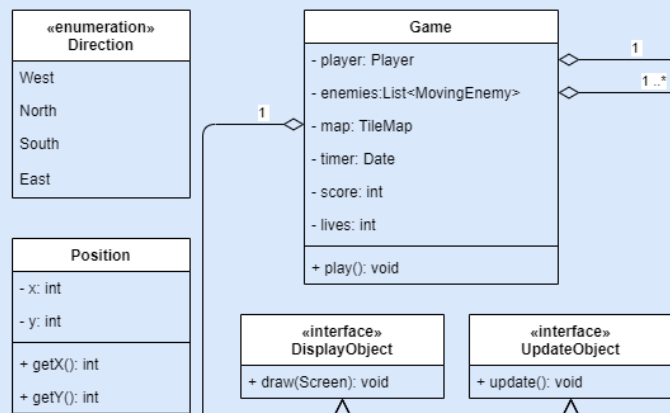 «enumeration»
Direction
West
North
South
East
Game
- player: Player
- enemies:List<MovingEnemy>
- map: TileMap
- timer: Date
- score: int
- lives: int
+ play(): void
1
1 ..*
1
Position
- x: int
- y: int
+ getX(): int
+ getY(): int
«interface»
DisplayObject
+ draw(Screen): void
«interface»
UpdateObject
+ update(): void